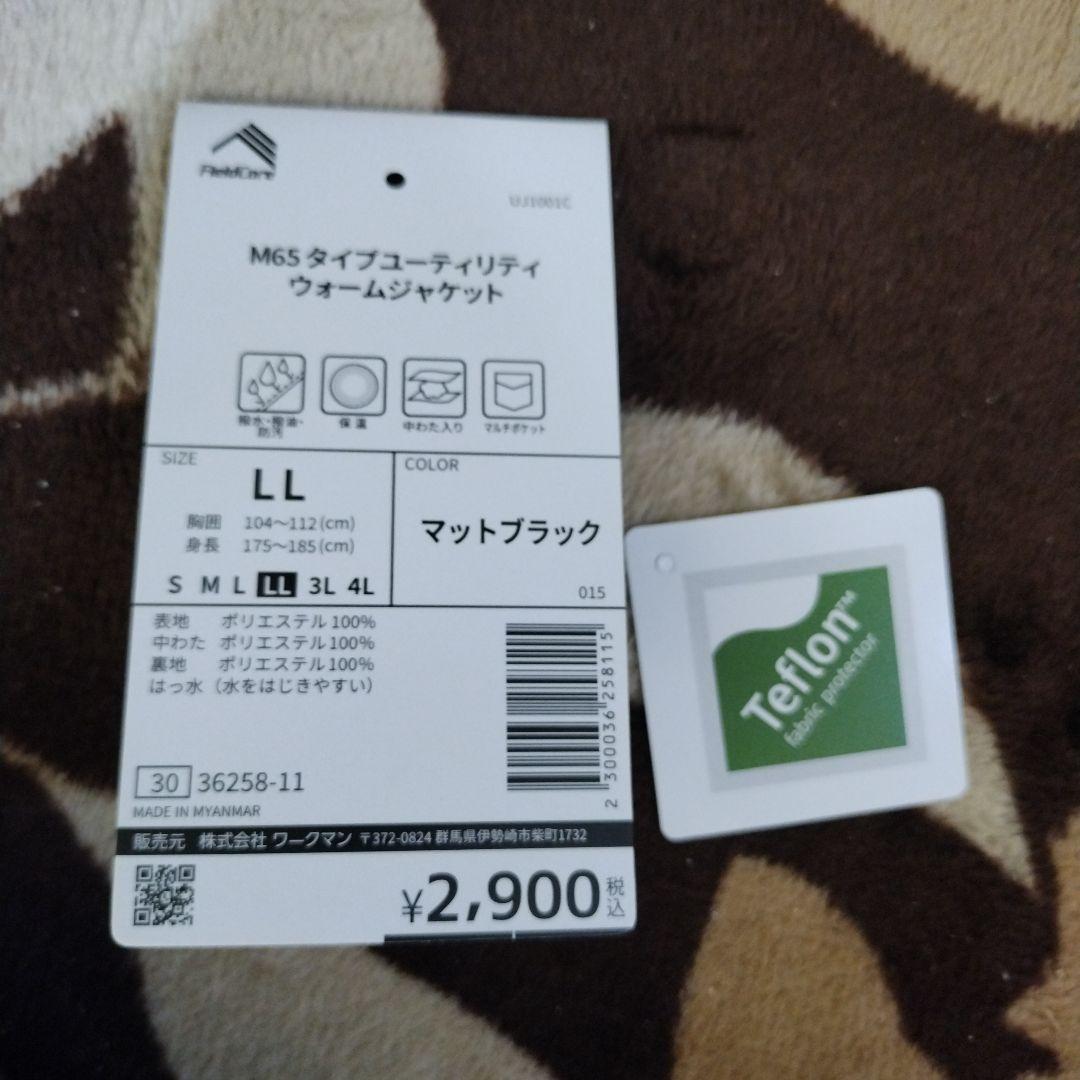 FieldCore
UJ1001C
M65 タイプユーティリティ
ウォームジャケット
撥水・撥油・
防汚
保温
中わた入り
マルチポケット
SIZE
LL
胸囲 104～112(cm)
身長 175～185(cm)
S M L LL 3L 4L
COLOR
マットブラック
015
表地 ポリエステル100%
中わた ポリエステル100%
裏地 ポリエステル100%
はっ水（水をはじきやすい）
2 300036 258115
30 36258-11
MADE IN MYANMAR
販売元 株式会社 ワークマン 〒372-0824 群馬県伊勢崎市柴町1732
¥2,900税込
Teflon™
fabric protector